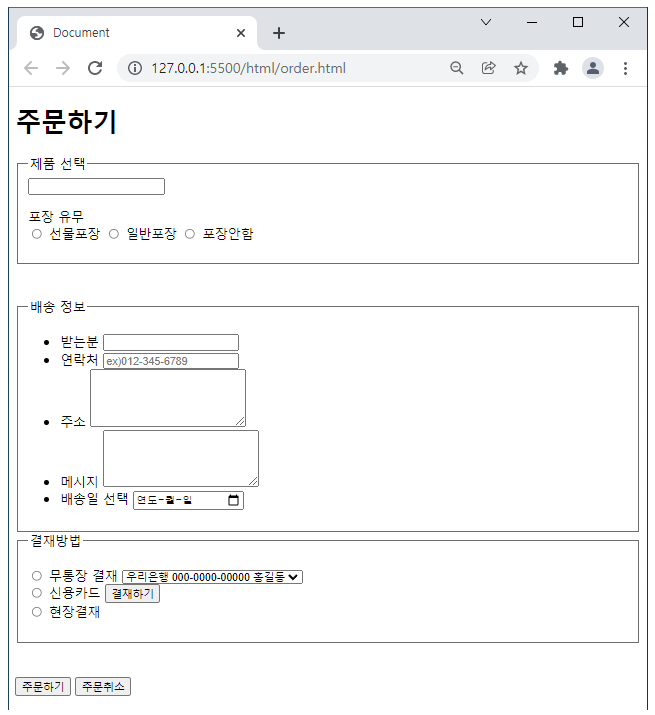 Document
127.0.0.1:5500/html/order.html
주문하기
제품 선택
포장 유무
선물포장 일반포장 포장안함
배송 정보
받는분
연락처 ex)012-345-6789
주소
메시지
배송일 선택 연도-월-일
결재방법
무통장 결재 우리은행 000-0000-00000 홍길동
신용카드 결재하기
현장결재
주문하기 주문취소